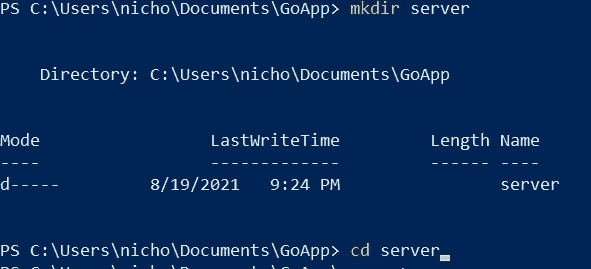 PS C:\Users\nicho\Documents\GoApp> mkdir server
Directory: C:\Users\nicho\Documents\GoApp
Mode LastWriteTime Length Name
---- ------------- ------ ----
d----- 8/19/2021 9:24 PM server
PS C:\Users\nicho\Documents\GoApp> cd server